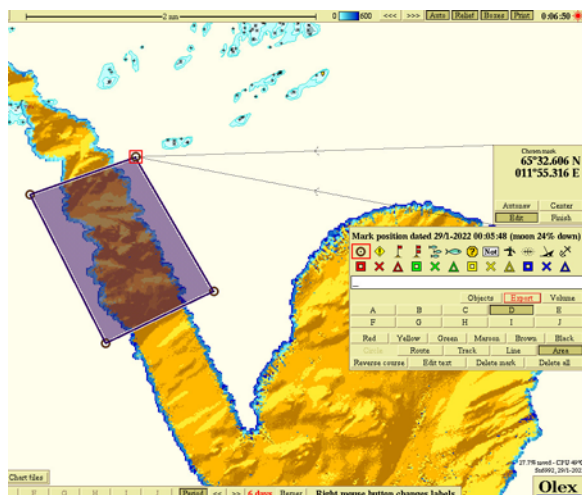 2 nm 0 600 <<< >>> Auto Relief Boxes Print 0:06:50
Chosen mark
65°32.606 N
011°55.316 E
Autonav Center
Edit Finish
Mark position dated 29/1-2022 00:05:48 (moon 24% down)
Not
Objects Export Volume
A B C D E
F G H I J
Red Yellow Green Maroon Brown Black
Circle Route Track Line Area
Reverse course Edit text Delete mark Delete all
Chart files
Olex
Period << >> 6 days Right mouse button changes labels